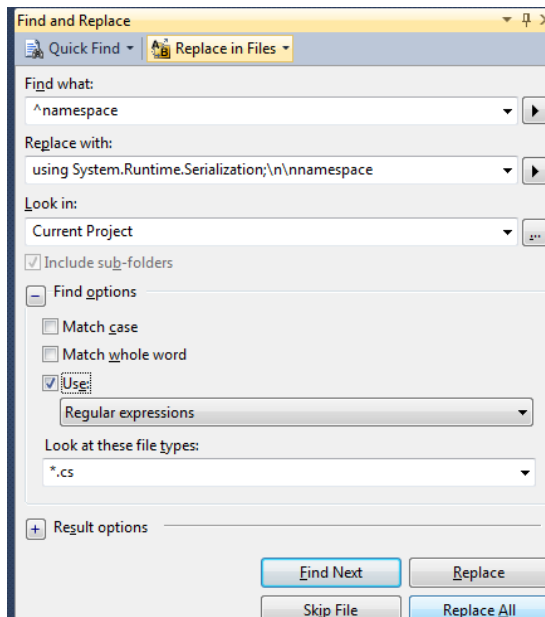 Find and Replace
Quick Find
Replace in Files
Find what:
^namespace
Replace with:
using System.Runtime.Serialization;\n\nnamespace
Look in:
Current Project
...
Include sub-folders
Find options
Match case
Match whole word
Use:
Regular expressions
Look at these file types:
*.cs
Result options
Find Next
Replace
Skip File
Replace All